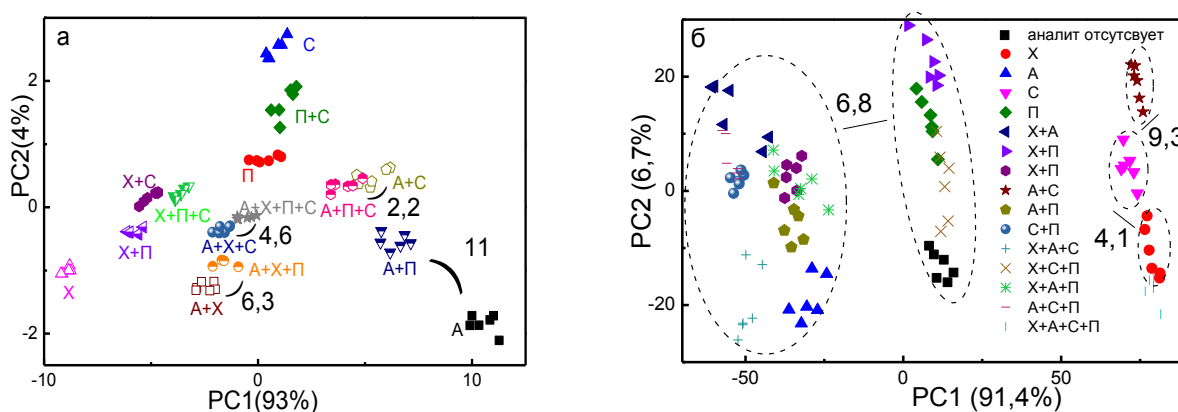 а
2
0
-2
PC2(4%)
-10
0
10
PC1(93%)
С
П+С
П
Х+С
Х+П+С
Х+П
Х
А+Х+П+С
А+Х+С
4,6
А+Х+П
6,3
А+Х
А+С
А+П+С
2,2
А+П
11
А
б
20
0
-20
PC2 (6,7%)
-50
0
50
PC1 (91,4%)
6,8
9,3
4,1
аналит отсутсвует
Х
А
С
П
Х+А
Х+П
Х+П
А+С
А+П
С+П
Х+А+С
Х+С+П
Х+А+П
А+С+П
Х+А+С+П